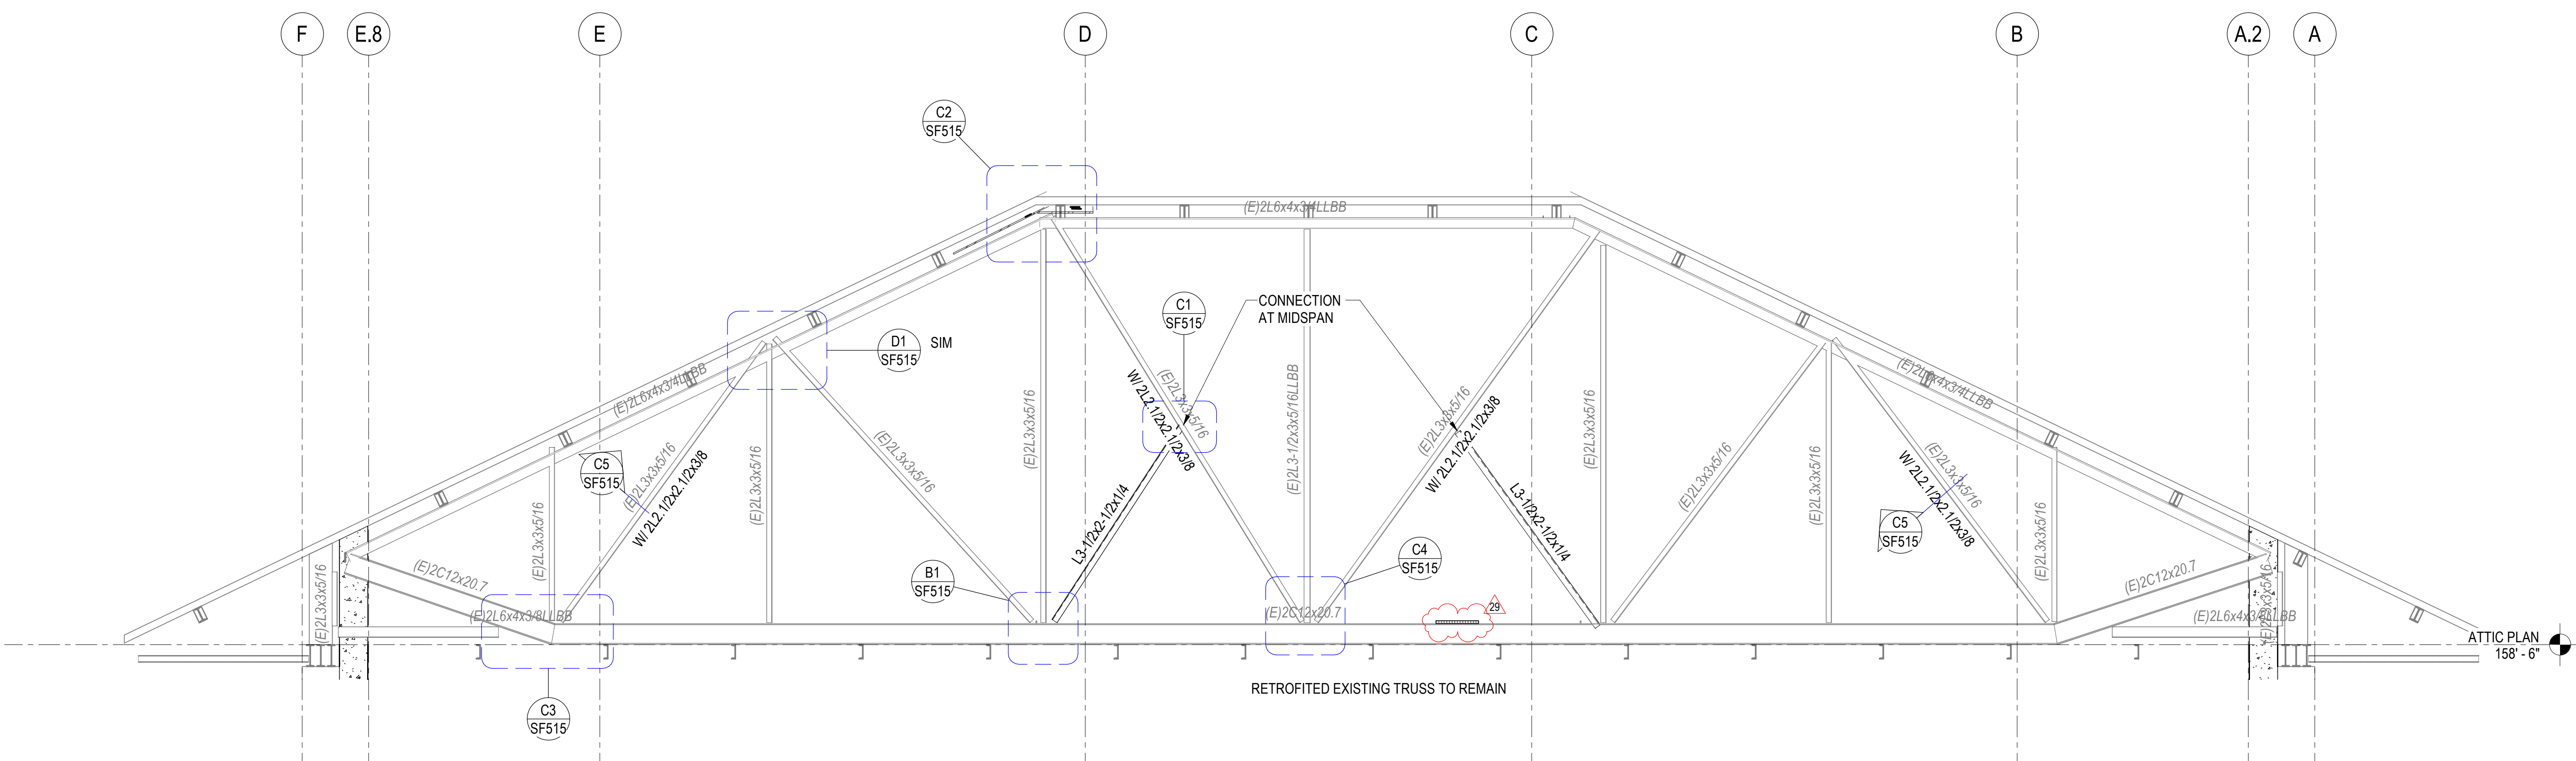 F
E.8
E
D
C
B
A.2
A
C2
SF515
(E)2L6x4x3/4LLBB
CONNECTION
AT MIDSPAN
C1
SF515
D1
SF515
SIM
(E)2L6x4x3/4LLBB
(E)2L6x4x3/4LLBB
(E)2L3x3x5/16
W/ 2L2.1/2x2.1/2x3/8
(E)2L3-1/2x3x5/16LLBB
(E)2L3x3x5/16
W/ 2L2.1/2x2.1/2x3/8
(E)2L3x3x5/16
(E)2L3x3x5/16
(E)2L3x3x5/16
(E)2L3x3x5/16
(E)2L3x3x5/16
(E)2L3x3x5/16
C5
SF515
(E)2L3x3x5/16
W/ 2L2.1/2x2.1/2x3/8
(E)2L3x3x5/16
W/ 2L2.1/2x2.1/2x3/8
C5
SF515
L3-1/2x2-1/2x1/4
L3-1/2x2-1/2x1/4
(E)2L3x3x5/16
(E)2L3x3x5/16
(E)2C12x20.7
(E)2C12x20.7
(E)2L3x3x5/16
(E)2L3x3x5/16
B1
SF515
C4
SF515
(E)2L6x4x3/8LLBB
(E)2C12x20.7
29
(E)2L6x4x3/8LLBB
ATTIC PLAN
158' - 6"
RETROFITED EXISTING TRUSS TO REMAIN
C3
SF515